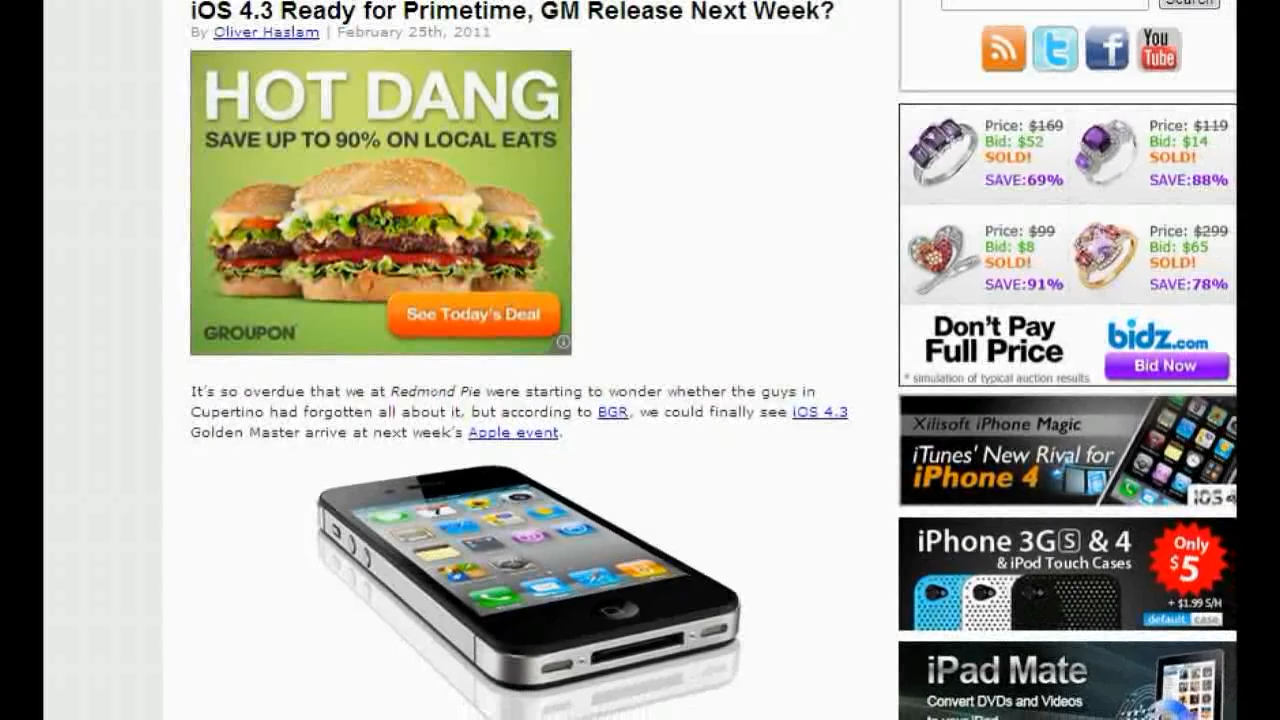 iOS 4.3 Ready for Primetime, GM Release Next Week?
By Oliver Haslam | February 25th, 2011
HOT DANG
SAVE UP TO 90% ON LOCAL EATS
See Today's Deal
GROUPON
It's so overdue that we at Redmond Pie were starting to wonder whether the guys in
Cupertino had forgotten all about it, but according to BGR, we could finally see iOS 4.3
Golden Master arrive at next week's Apple event.
Search
You
Tube
Price: $169
Bid: $52
SOLD!
SAVE:69%
Price: $119
Bid: $14
SOLD!
SAVE:88%
Price: $99
Bid: $8
SOLD!
SAVE:91%
Price: $299
Bid: $65
SOLD!
SAVE:78%
Don't Pay
Full Price
bidz.com
Bid Now
* simulation of typical auction results
Xilisoft iPhone Magic
iTunes' New Rival for
iPhone 4
iOS 4
iPhone 3GS & 4
& iPod Touch Cases
Only
$5
+ $1.99 S/H
default case
iPad Mate
Convert DVDs and Videos
to your iPad